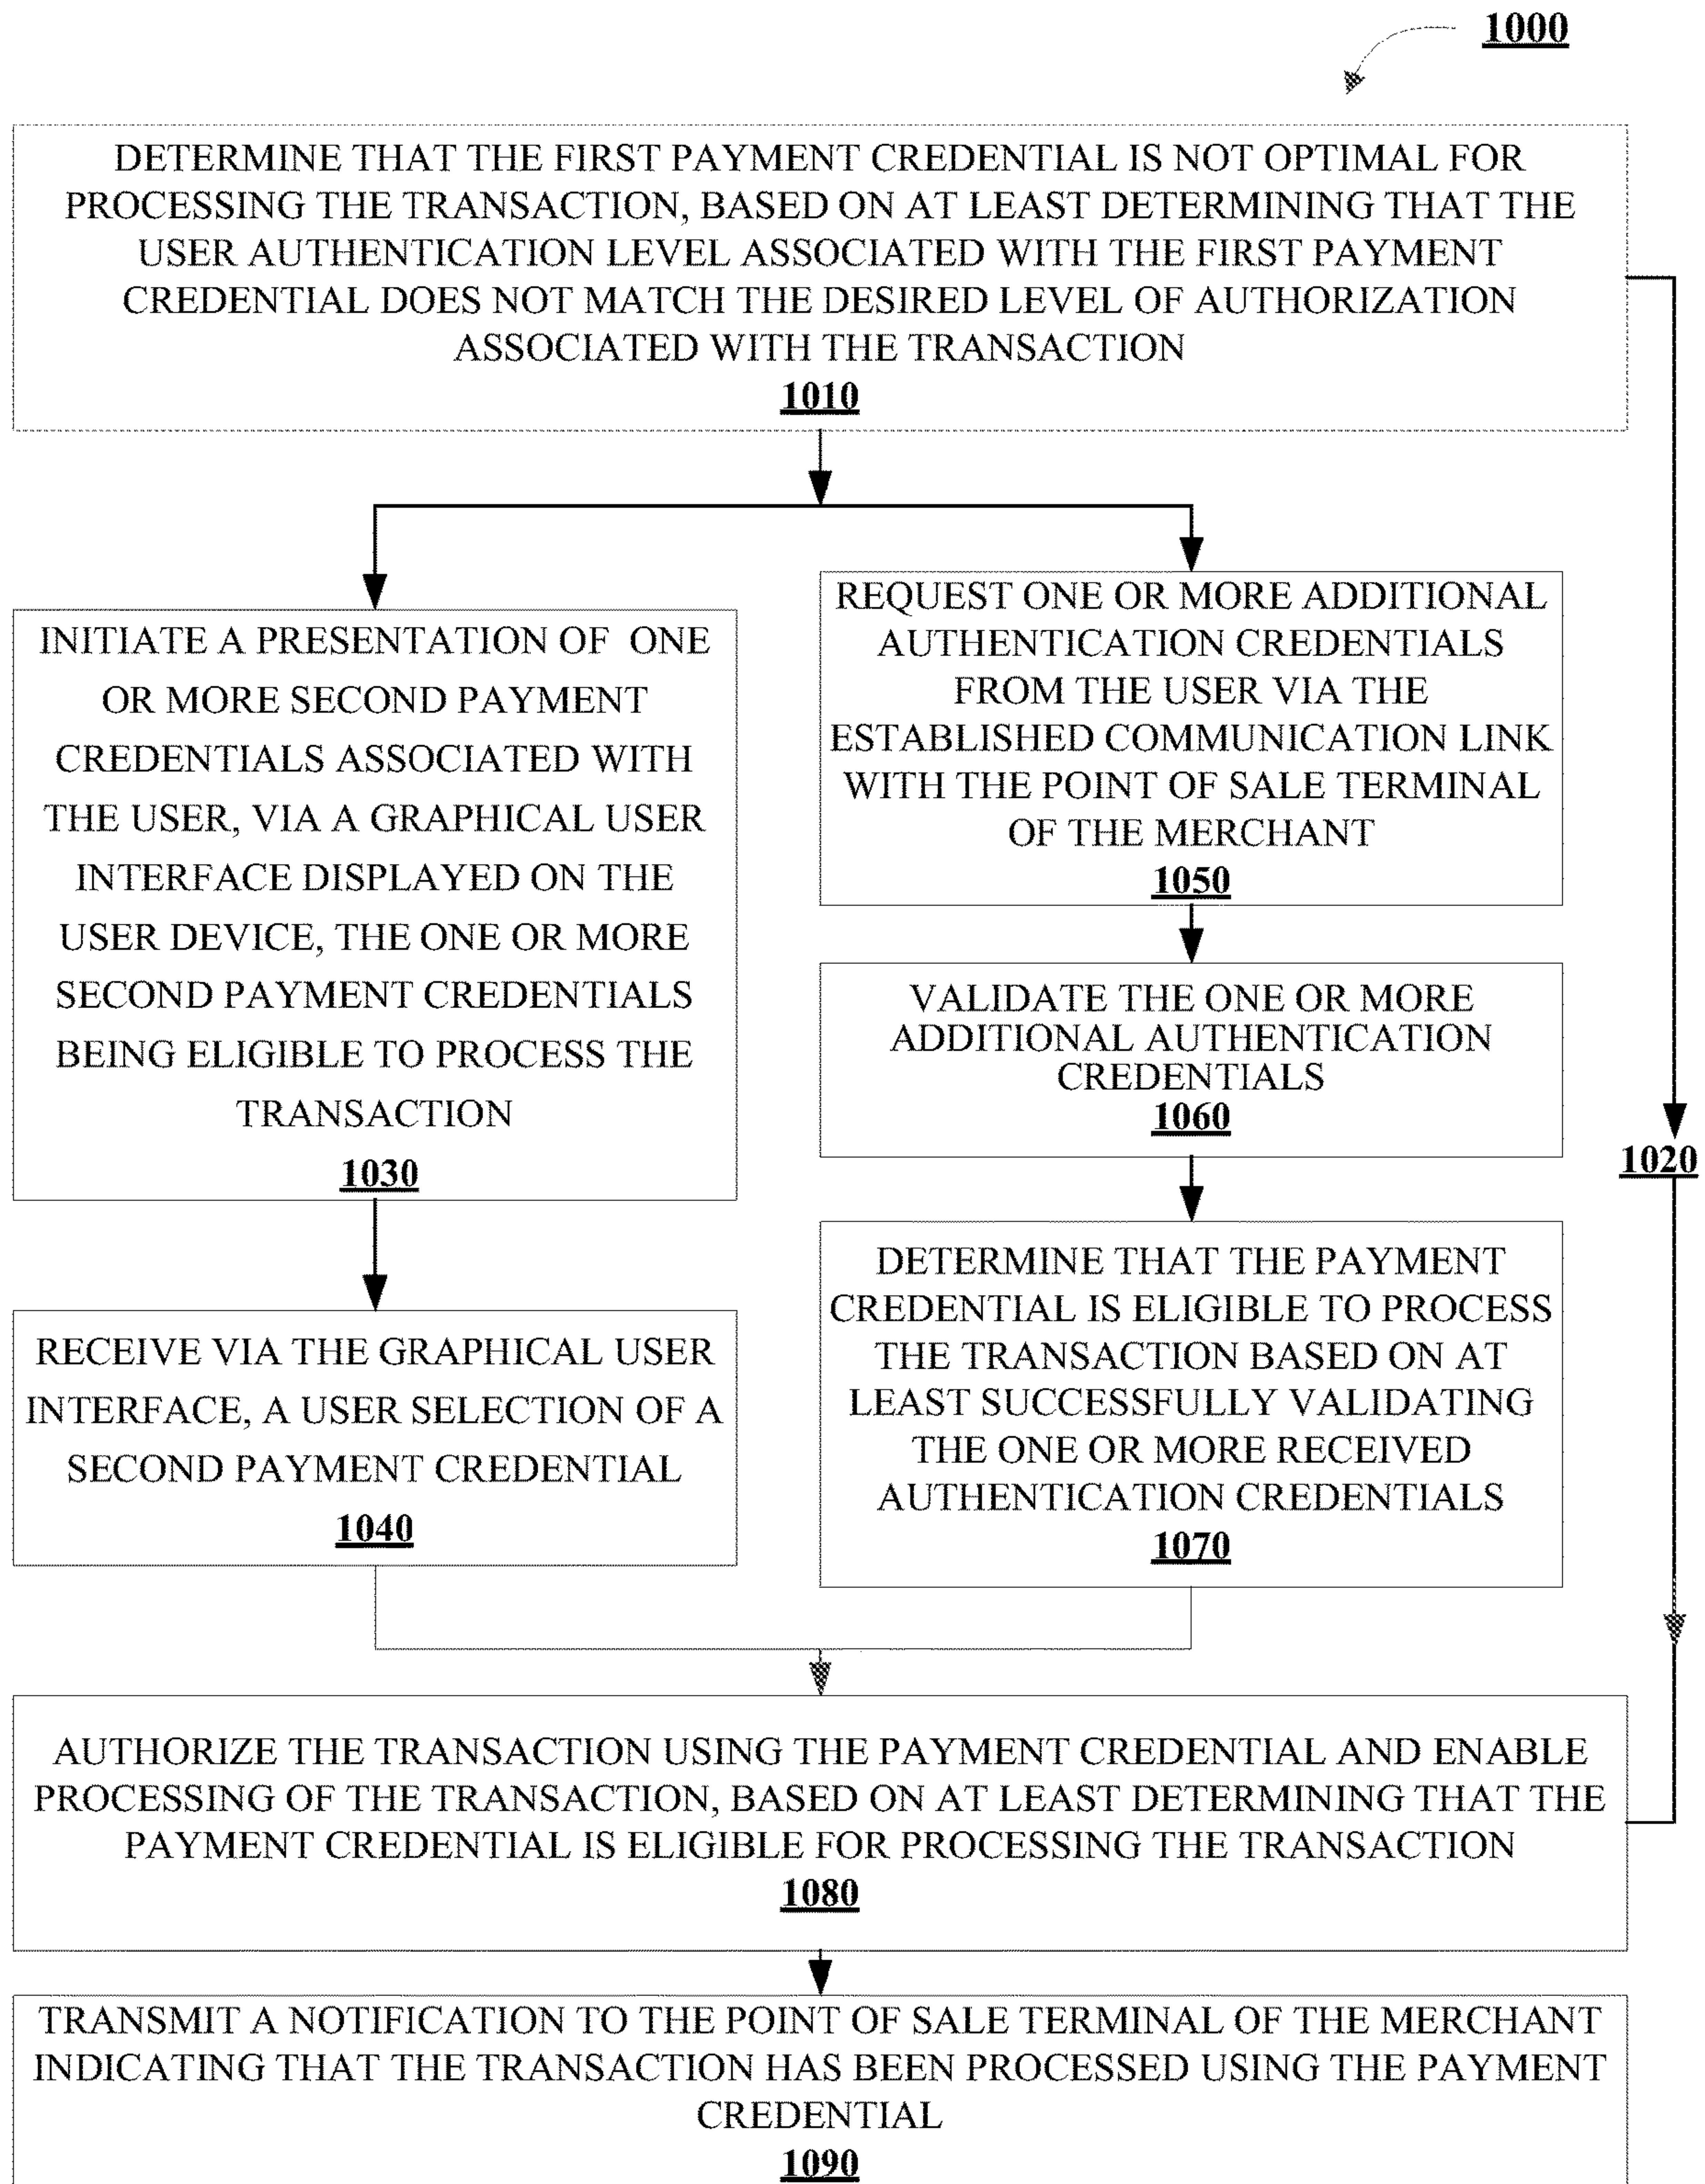 1000
DETERMINE THAT THE FIRST PAYMENT CREDENTIAL IS NOT OPTIMAL FOR
PROCESSING THE TRANSACTION, BASED ON AT LEAST DETERMINING THAT THE
USER AUTHENTICATION LEVEL ASSOCIATED WITH THE FIRST PAYMENT
CREDENTIAL DOES NOT MATCH THE DESIRED LEVEL OF AUTHORIZATION
ASSOCIATED WITH THE TRANSACTION
1010
INITIATE A PRESENTATION OF ONE
OR MORE SECOND PAYMENT
CREDENTIALS ASSOCIATED WITH
THE USER, VIA A GRAPHICAL USER
INTERFACE DISPLAYED ON THE
USER DEVICE, THE ONE OR MORE
SECOND PAYMENT CREDENTIALS
BEING ELIGIBLE TO PROCESS THE
TRANSACTION
1030
RECEIVE VIA THE GRAPHICAL USER
INTERFACE, A USER SELECTION OF A
SECOND PAYMENT CREDENTIAL
1040
REQUEST ONE OR MORE ADDITIONAL
AUTHENTICATION CREDENTIALS
FROM THE USER VIA THE
ESTABLISHED COMMUNICATION LINK
WITH THE POINT OF SALE TERMINAL
OF THE MERCHANT
1050
VALIDATE THE ONE OR MORE
ADDITIONAL AUTHENTICATION
CREDENTIALS
1060
DETERMINE THAT THE PAYMENT
CREDENTIAL IS ELIGIBLE TO PROCESS
THE TRANSACTION BASED ON AT
LEAST SUCCESSFULLY VALIDATING
THE ONE OR MORE RECEIVED
AUTHENTICATION CREDENTIALS
1070
1020
AUTHORIZE THE TRANSACTION USING THE PAYMENT CREDENTIAL AND ENABLE
PROCESSING OF THE TRANSACTION, BASED ON AT LEAST DETERMINING THAT THE
PAYMENT CREDENTIAL IS ELIGIBLE FOR PROCESSING THE TRANSACTION
1080
TRANSMIT A NOTIFICATION TO THE POINT OF SALE TERMINAL OF THE MERCHANT
INDICATING THAT THE TRANSACTION HAS BEEN PROCESSED USING THE PAYMENT
CREDENTIAL
1090